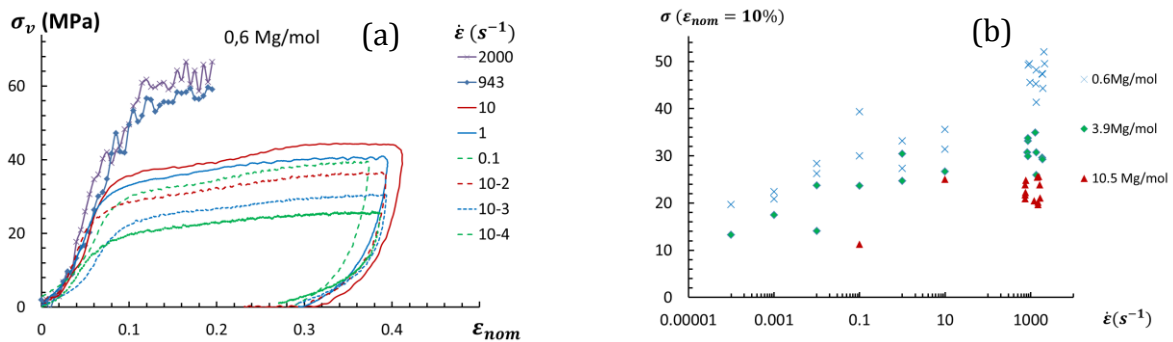 σ_v (MPa)
0,6 Mg/mol
(a)
ε̇ (s⁻¹)
2000
943
10
1
0.1
10-2
10-3
10-4
60
40
20
0
0
0.1
0.2
0.3
0.4
ε_nom
σ (ε_nom = 10%)
(b)
50
40
30
20
10
0
0.00001
0.001
0.1
10
1000
ε̇(s⁻¹)
0.6Mg/mol
3.9Mg/mol
10.5 Mg/mol